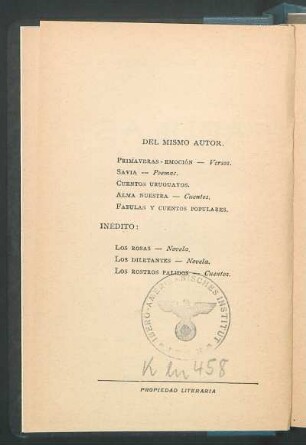 DEL MISMO AUTOR.
PRIMAVERAS - EMOCIÓN — Versos.
SAVIA — Poemas.
CUENTOS URUGUAYOS.
ALMA NUESTRA — Cuentos.
FABULAS Y CUENTOS POPULARES.
INEDITO:
LOS ROSAS — Novela.
LOS DILETANTES — Novela.
LOS ROSTROS PALIDOS — Cuentos.
IBERO-AMERIKANISCHES INSTITUT
K
458
PROPIEDAD LITERARIA